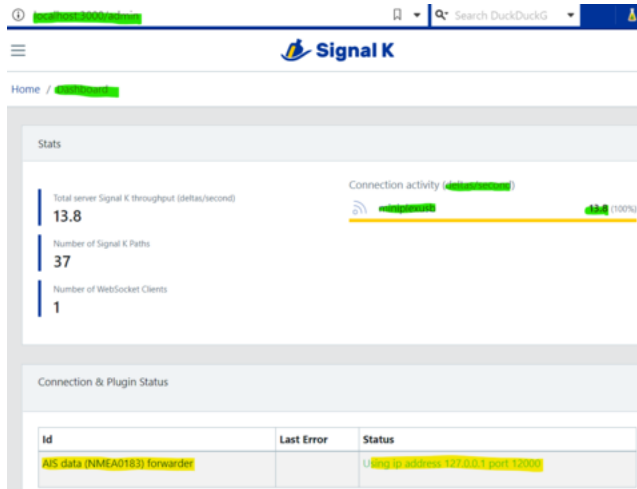 localhost:3000/admin
Search DuckDuckG
Signal K
Home / Dashboard
Stats
Total server Signal K throughput (deltas/second)
13.8
Number of Signal K Paths
37
Number of WebSocket Clients
1
Connection activity (deltas/second)
miniplexusb 13.8 (100%)
Connection & Plugin Status
Id Last Error Status
AIS data (NMEA0183) forwarder Using ip address 127.0.0.1 port 12000